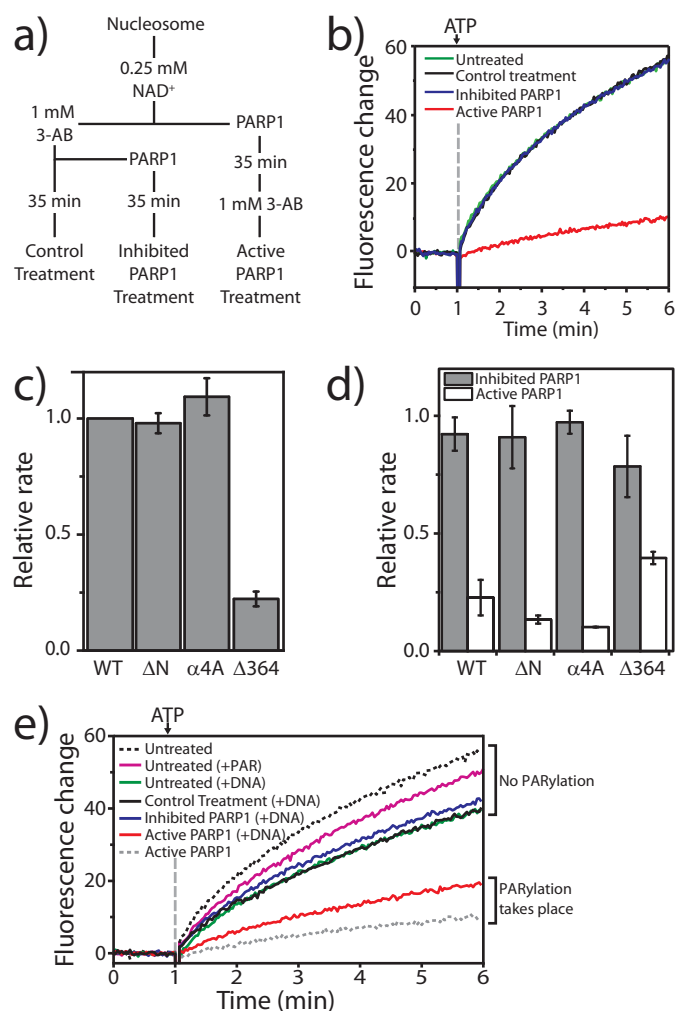 a)
Nucleosome
0.25 mM
NAD⁺
1 mM
3-AB
PARP1
PARP1
35 min
35 min
35 min
1 mM 3-AB
Control
Treatment
Inhibited
PARP1
Treatment
Active
PARP1
Treatment
b)
ATP
Fluorescence change
60
40
20
0
Untreated
Control treatment
Inhibited PARP1
Active PARP1
0 1 2 3 4 5 6
Time (min)
c)
Relative rate
1.0
0.5
0.0
WT ΔN α4A Δ364
d)
Relative rate
1.0
0.5
0.0
Inhibited PARP1
Active PARP1
WT ΔN α4A Δ364
e)
ATP
Fluorescence change
60
40
20
0
Untreated
Untreated (+PAR)
Untreated (+DNA)
Control Treatment (+DNA)
Inhibited PARP1 (+DNA)
Active PARP1 (+DNA)
Active PARP1
No PARylation
PARylation
takes place
0 1 2 3 4 5 6
Time (min)